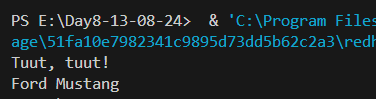 PS E:\Day8-13-08-24>  & 'C:\Program Files
age\51fa10e7982341c9895d73dd5b62c2a3\redh
Tuut, tuut!
Ford Mustang